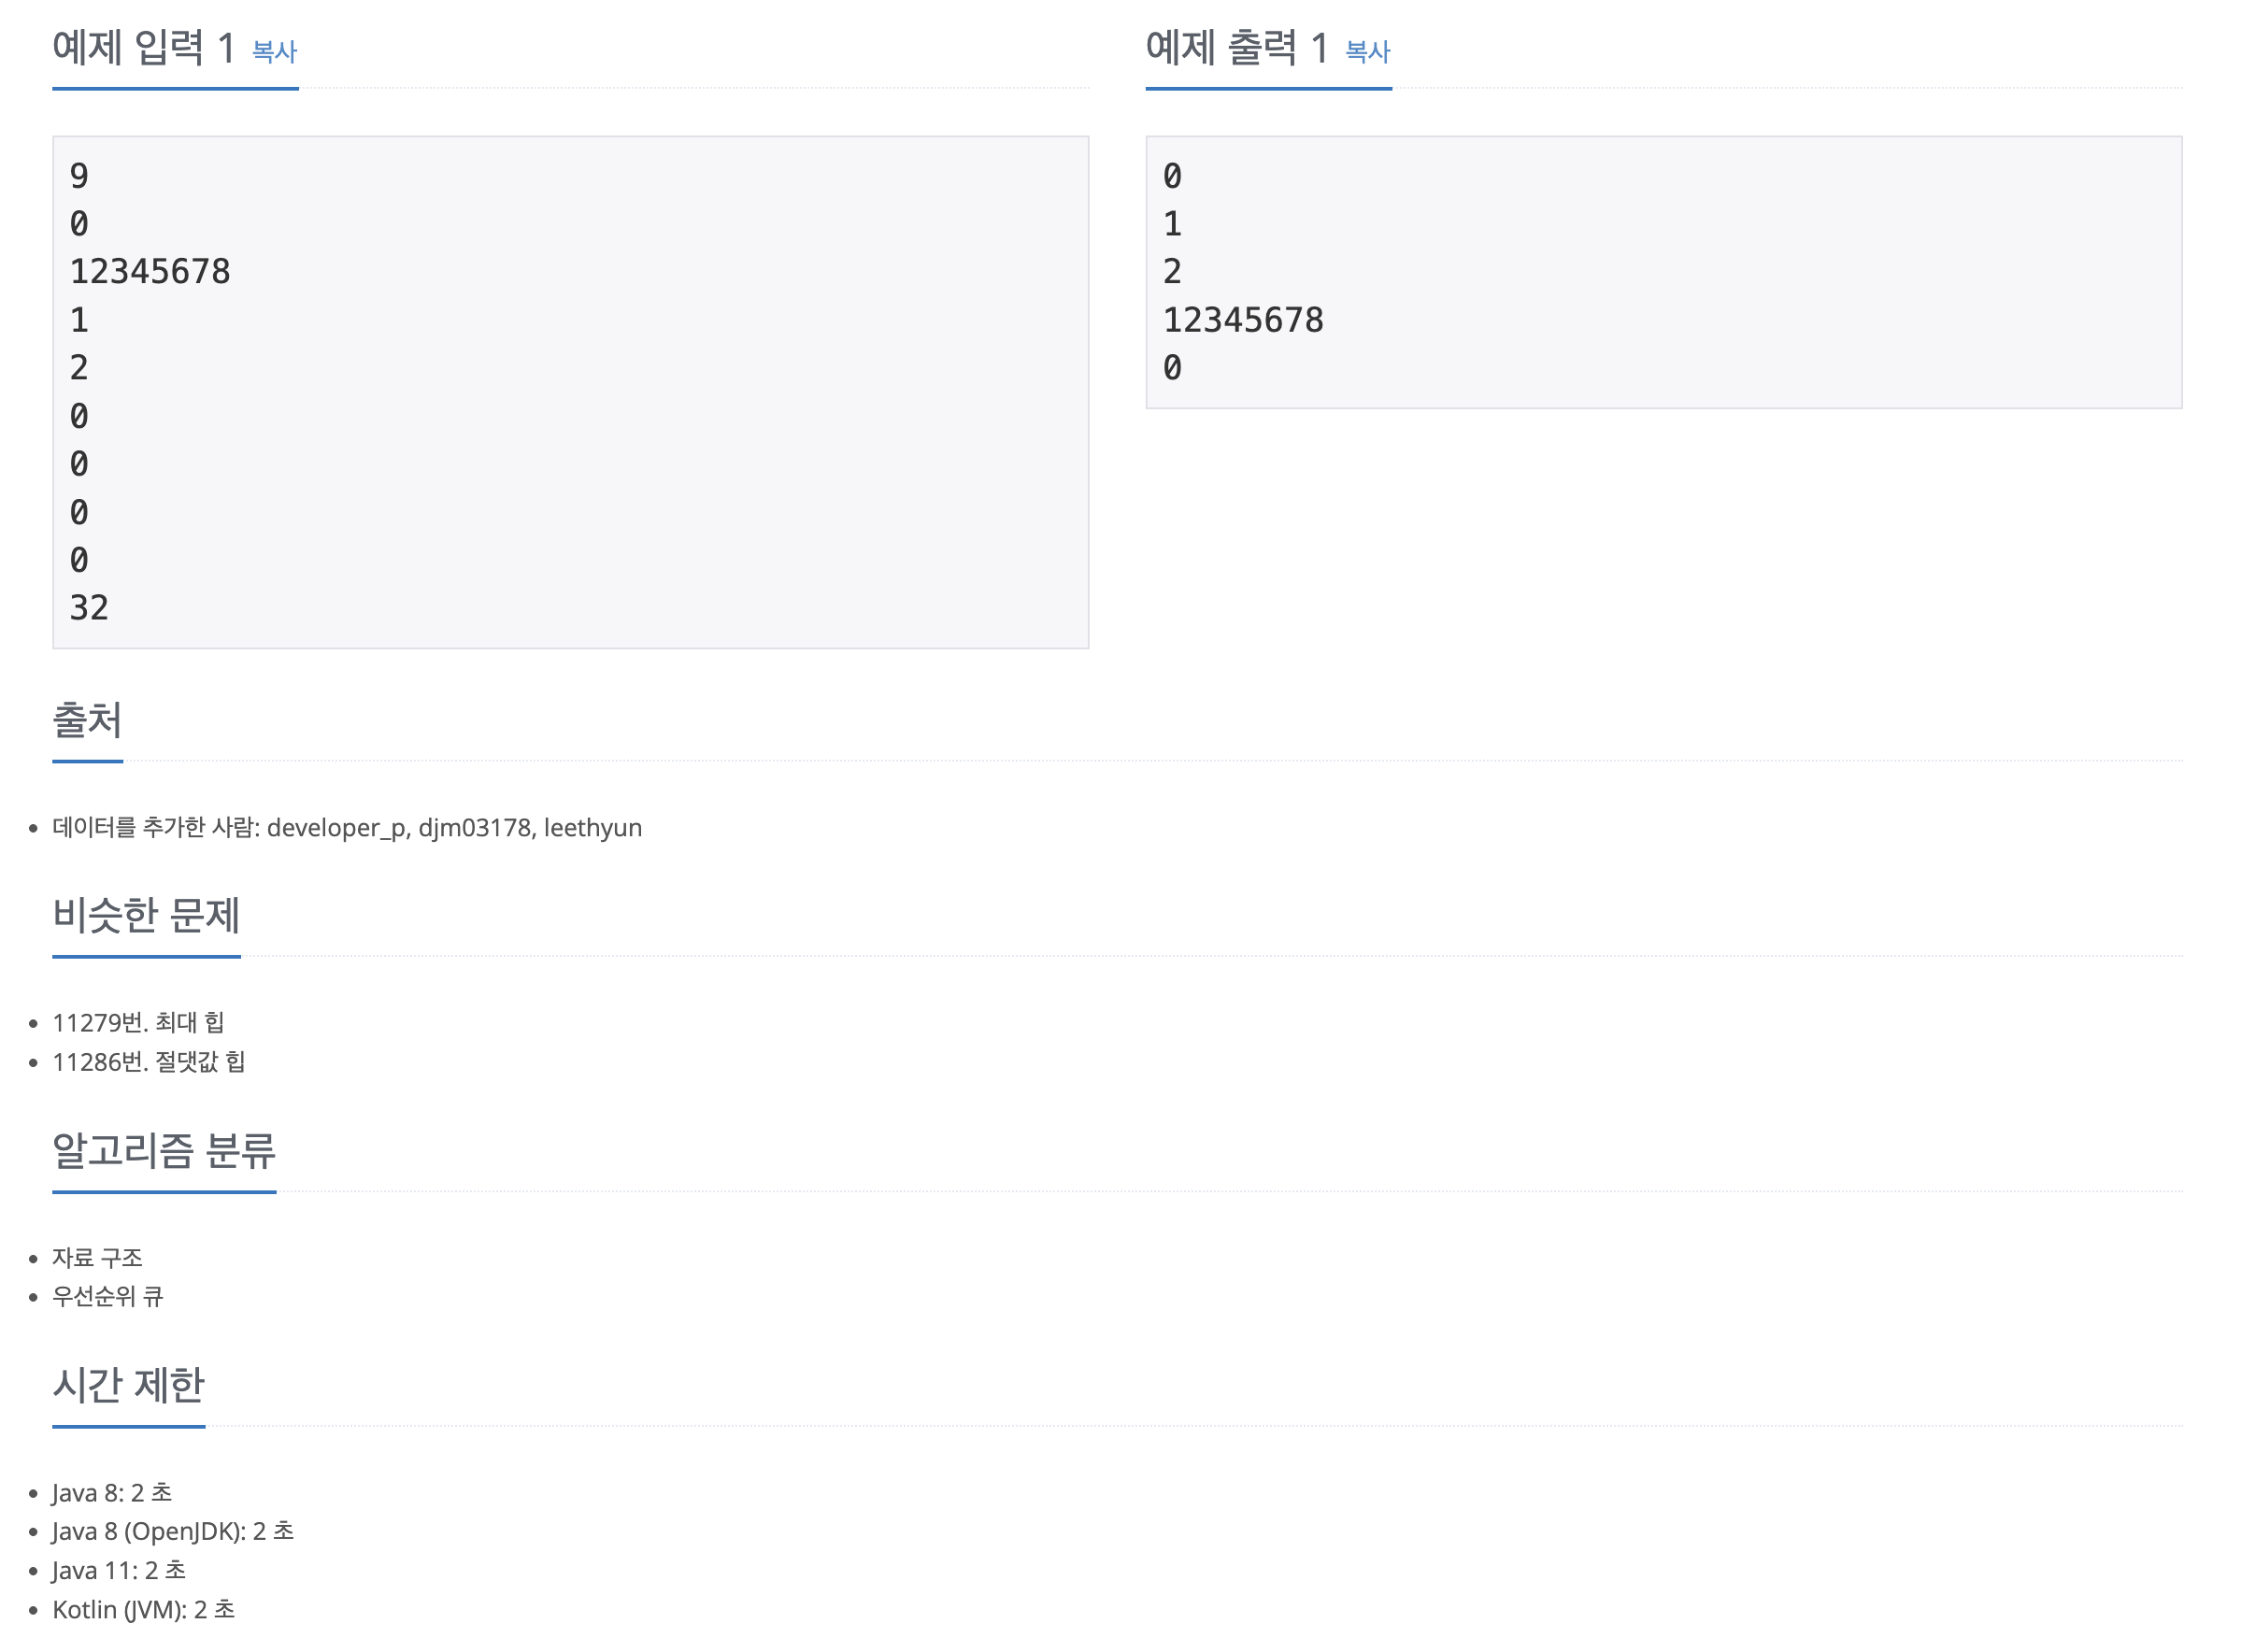 예제 입력 1 복사
9
0
12345678
1
2
0
0
0
0
32
예제 출력 1 복사
0
1
2
12345678
0
출처
데이터를 추가한 사람: developer_p, djm03178, leethyun
비슷한 문제
11279번. 최대 힙
11286번. 절댓값 힙
알고리즘 분류
자료 구조
우선순위 큐
시간 제한
Java 8: 2 초
Java 8 (OpenJDK): 2 초
Java 11: 2 초
Kotlin (JVM): 2 초